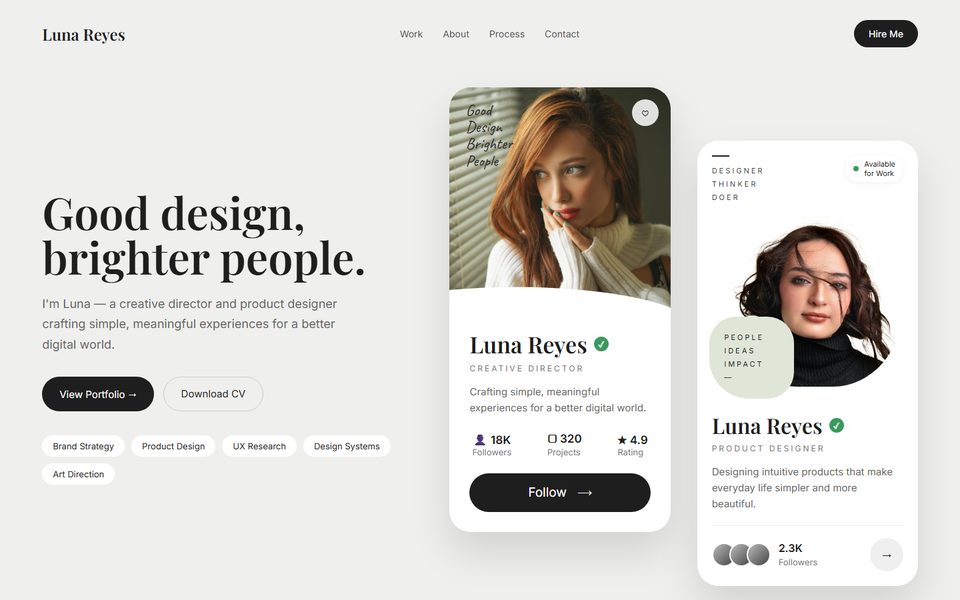 Luna Reyes
Work
About
Process
Contact
Hire Me
Good design,
brighter people.
I'm Luna — a creative director and product designer
crafting simple, meaningful experiences for a better
digital world.
View Portfolio →
Download CV
Brand Strategy
Product Design
UX Research
Design Systems
Art Direction
Good
Design
Brighter
People
Luna Reyes
CREATIVE DIRECTOR
Crafting simple, meaningful
experiences for a better digital world.
18K
Followers
320
Projects
★ 4.9
Rating
Follow →
DESIGNER
THINKER
DOER
Available
for Work
PEOPLE
IDEAS
IMPACT
—
Luna Reyes
PRODUCT DESIGNER
Designing intuitive products that make
everyday life simpler and more
beautiful.
2.3K
Followers
→